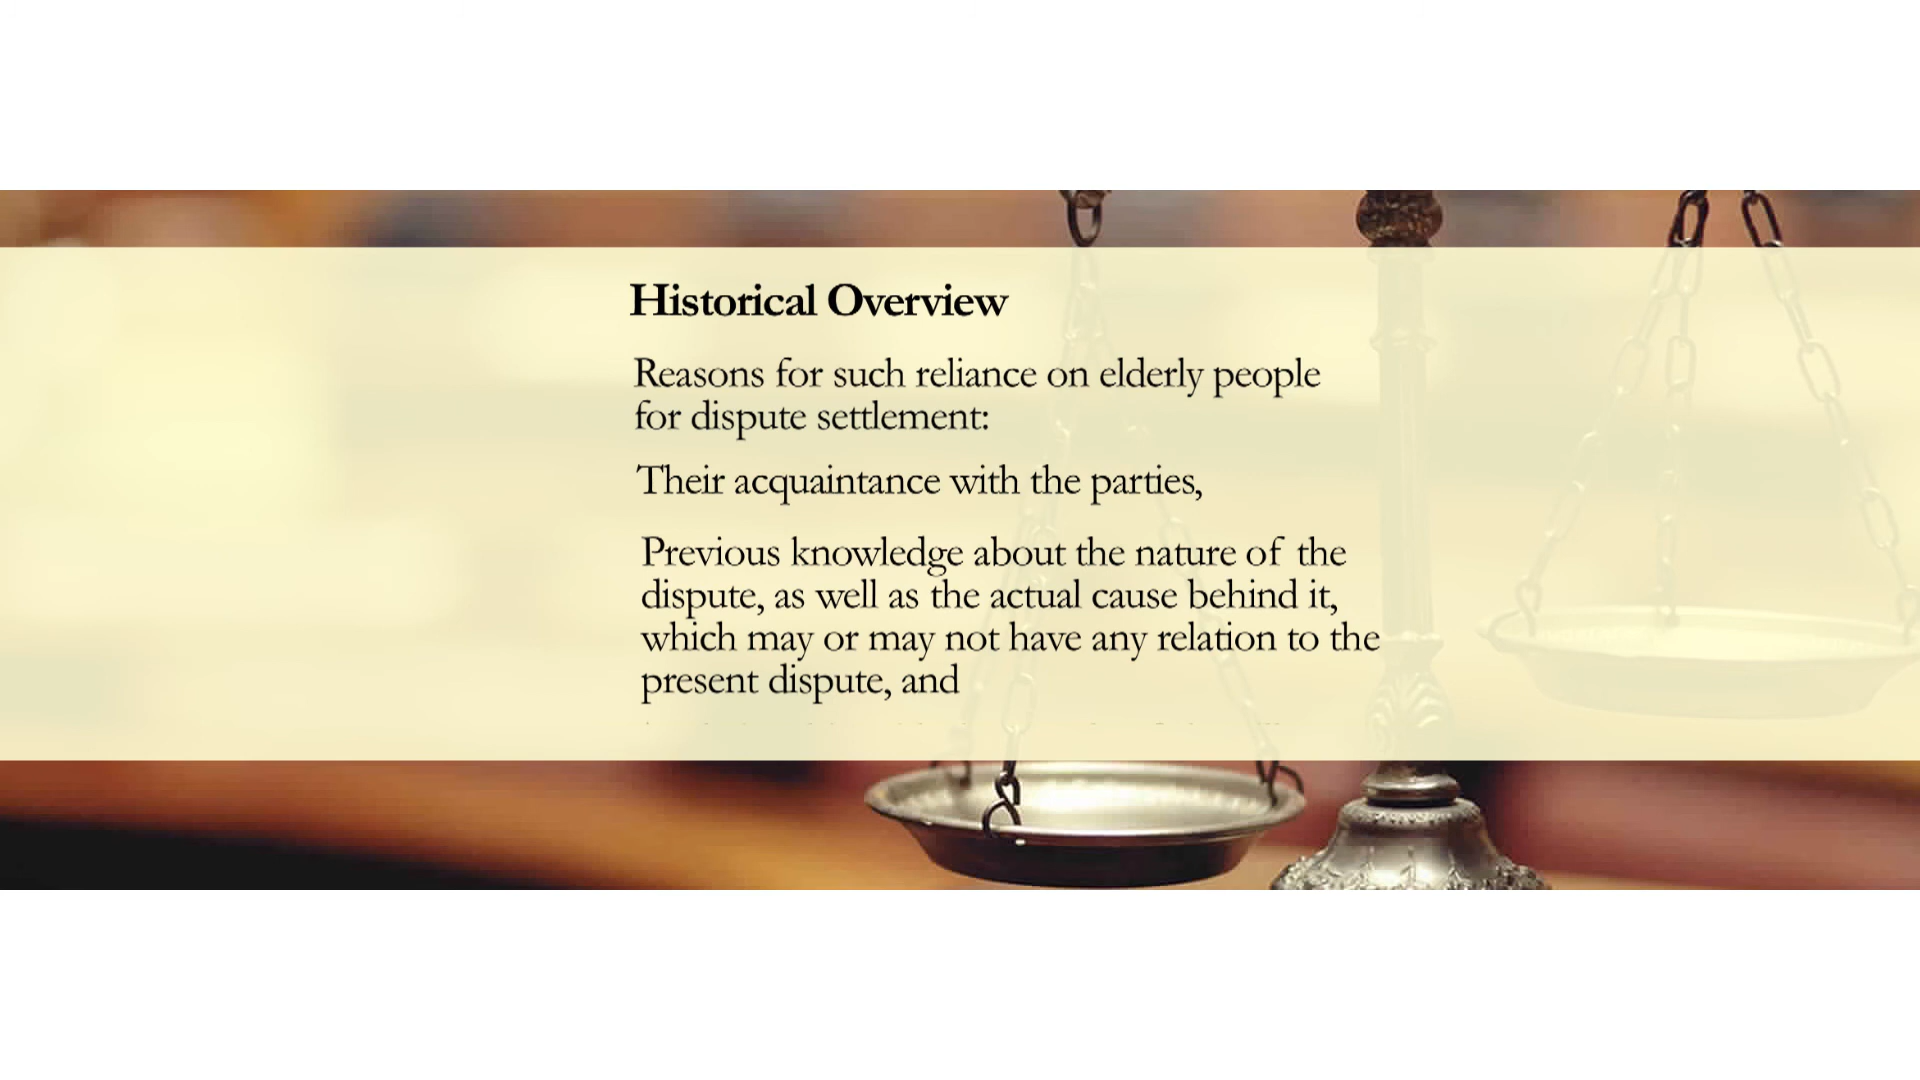 Historical Overview
Reasons for such reliance on elderly people
for dispute settlement:
Their acquaintance with the parties,
Previous knowledge about the nature of the
dispute, as well as the actual cause behind it,
which may or may not have any relation to the
present dispute, and